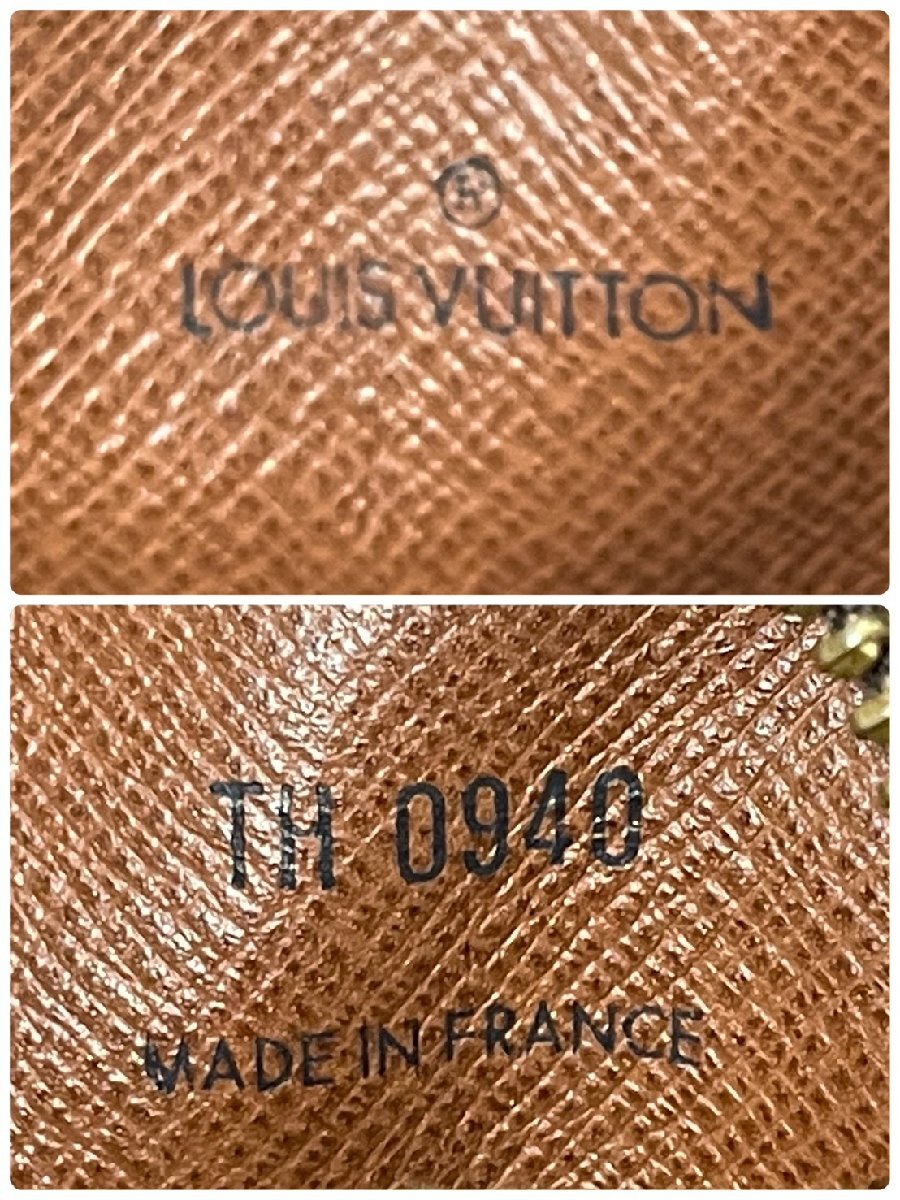 ®
LOUIS VUITTON
TH 0940
MADE IN FRANCE